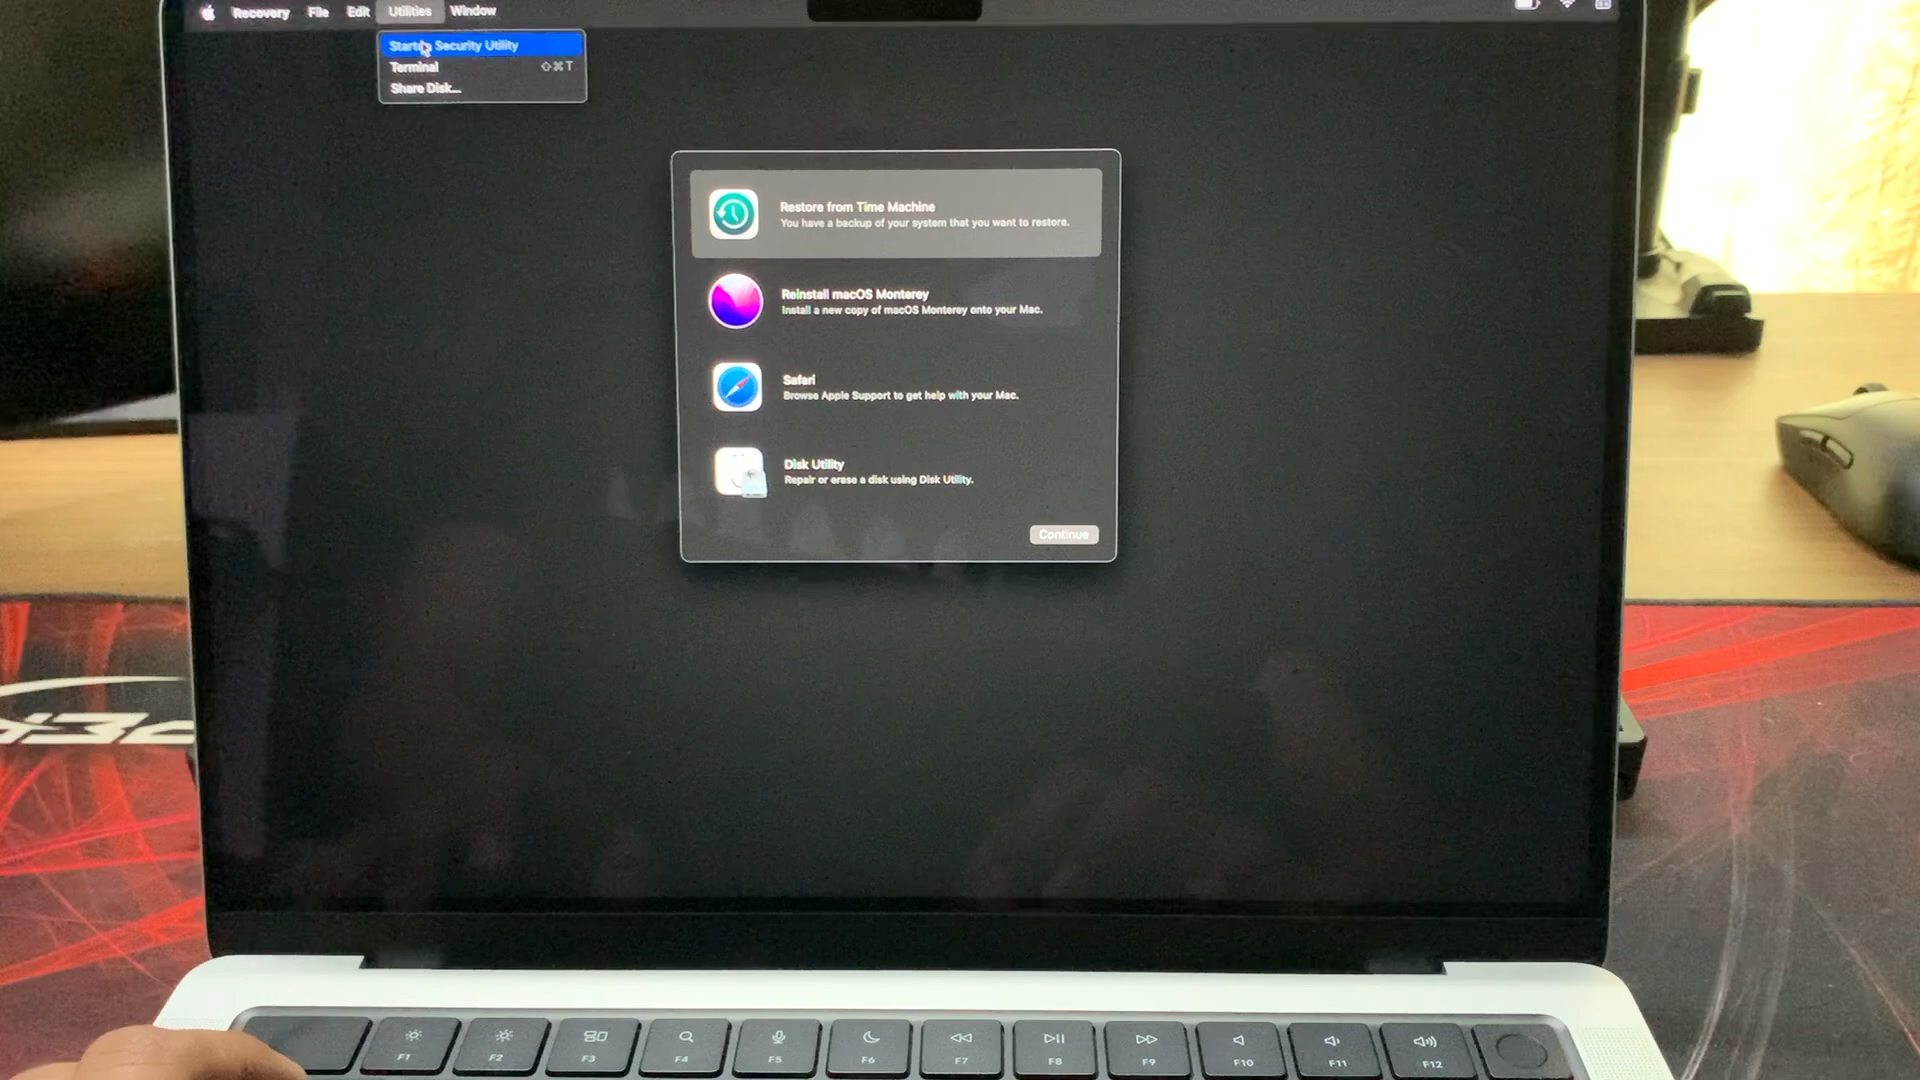 Recovery File Edit Utilities Window
Startup Security Utility
Terminal ⇧⌘T
Share Disk...
Restore from Time Machine
You have a backup of your system that you want to restore.
Reinstall macOS Monterey
Install a new copy of macOS Monterey onto your Mac.
Safari
Browse Apple Support to get help with your Mac.
Disk Utility
Repair or erase a disk using Disk Utility.
Continue
F1 F2 F3 F4 F5 F6 F7 F8 F9 F10 F11 F12